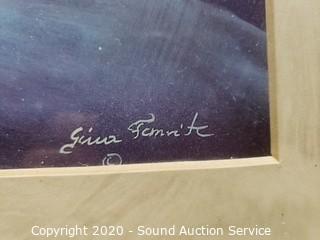 Gina Femrite
©
Copyright 2020 - Sound Auction Service